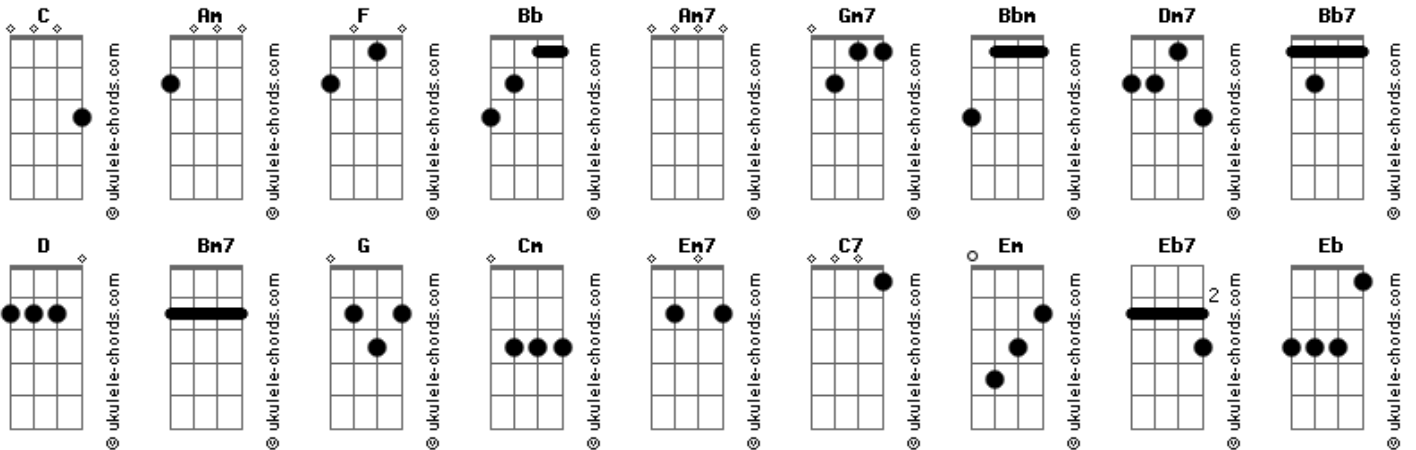 C Am F Bb Am7 Gm7 Bbm Dm7 Bb7
© ukulele-chords.com © ukulele-chords.com © ukulele-chords.com © ukulele-chords.com © ukulele-chords.com © ukulele-chords.com © ukulele-chords.com © ukulele-chords.com © ukulele-chords.com
D Bm7 G Cm Em7 C7 Em Eb7 Eb
2
© ukulele-chords.com © ukulele-chords.com © ukulele-chords.com © ukulele-chords.com © ukulele-chords.com © ukulele-chords.com © ukulele-chords.com © ukulele-chords.com © ukulele-chords.com